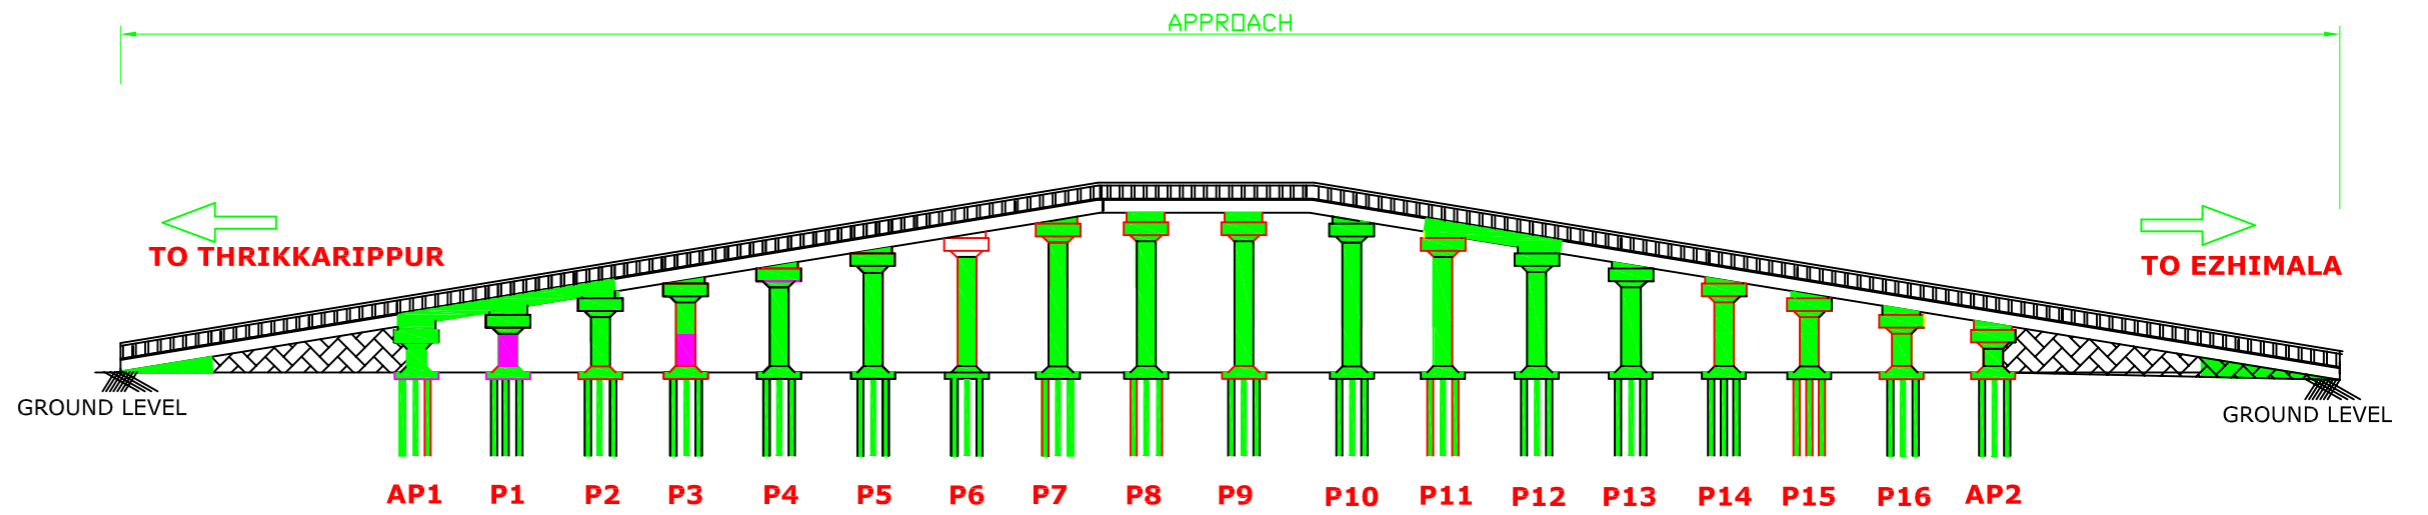 APPROACH
TO THRIKKARIPPUR
TO EZHIMALA
GROUND LEVEL
GROUND LEVEL
AP1 P1 P2 P3 P4 P5 P6 P7 P8 P9 P10 P11 P12 P13 P14 P15 P16 AP2